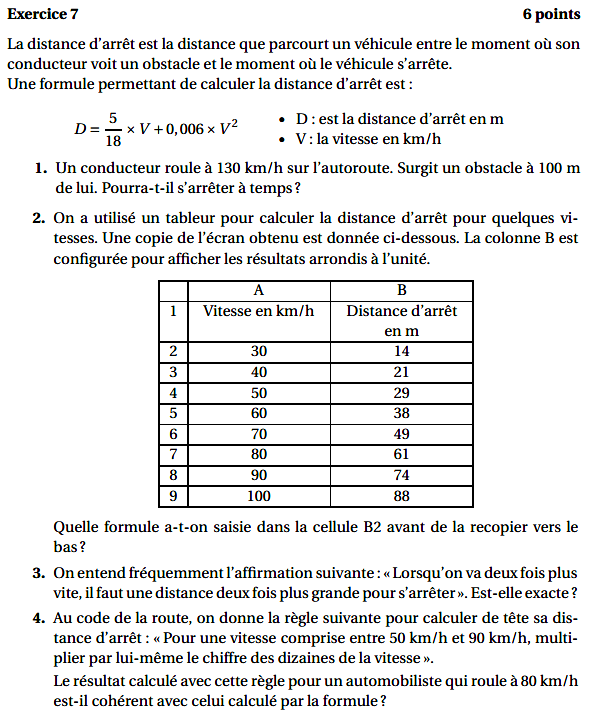 Exercice 7 6 points
La distance d'arrêt est la distance que parcourt un véhicule entre le moment où son
conducteur voit un obstacle et le moment où le véhicule s'arrête.
Une formule permettant de calculer la distance d'arrêt est :
D = 5/18 × V + 0,006 × V²
• D : est la distance d'arrêt en m
• V : la vitesse en km/h
1. Un conducteur roule à 130 km/h sur l'autoroute. Surgit un obstacle à 100 m
de lui. Pourra-t-il s'arrêter à temps ?
2. On a utilisé un tableur pour calculer la distance d'arrêt pour quelques vi-
tesses. Une copie de l'écran obtenu est donnée ci-dessous. La colonne B est
configurée pour afficher les résultats arrondis à l'unité.
A B
1 Vitesse en km/h Distance d'arrêt
en m
2 30 14
3 40 21
4 50 29
5 60 38
6 70 49
7 80 61
8 90 74
9 100 88
Quelle formule a-t-on saisie dans la cellule B2 avant de la recopier vers le
bas ?
3. On entend fréquemment l'affirmation suivante : « Lorsqu'on va deux fois plus
vite, il faut une distance deux fois plus grande pour s'arrêter ». Est-elle exacte ?
4. Au code de la route, on donne la règle suivante pour calculer de tête sa dis-
tance d'arrêt : « Pour une vitesse comprise entre 50 km/h et 90 km/h, multi-
plier par lui-même le chiffre des dizaines de la vitesse ».
Le résultat calculé avec cette règle pour un automobiliste qui roule à 80 km/h
est-il cohérent avec celui calculé par la formule ?